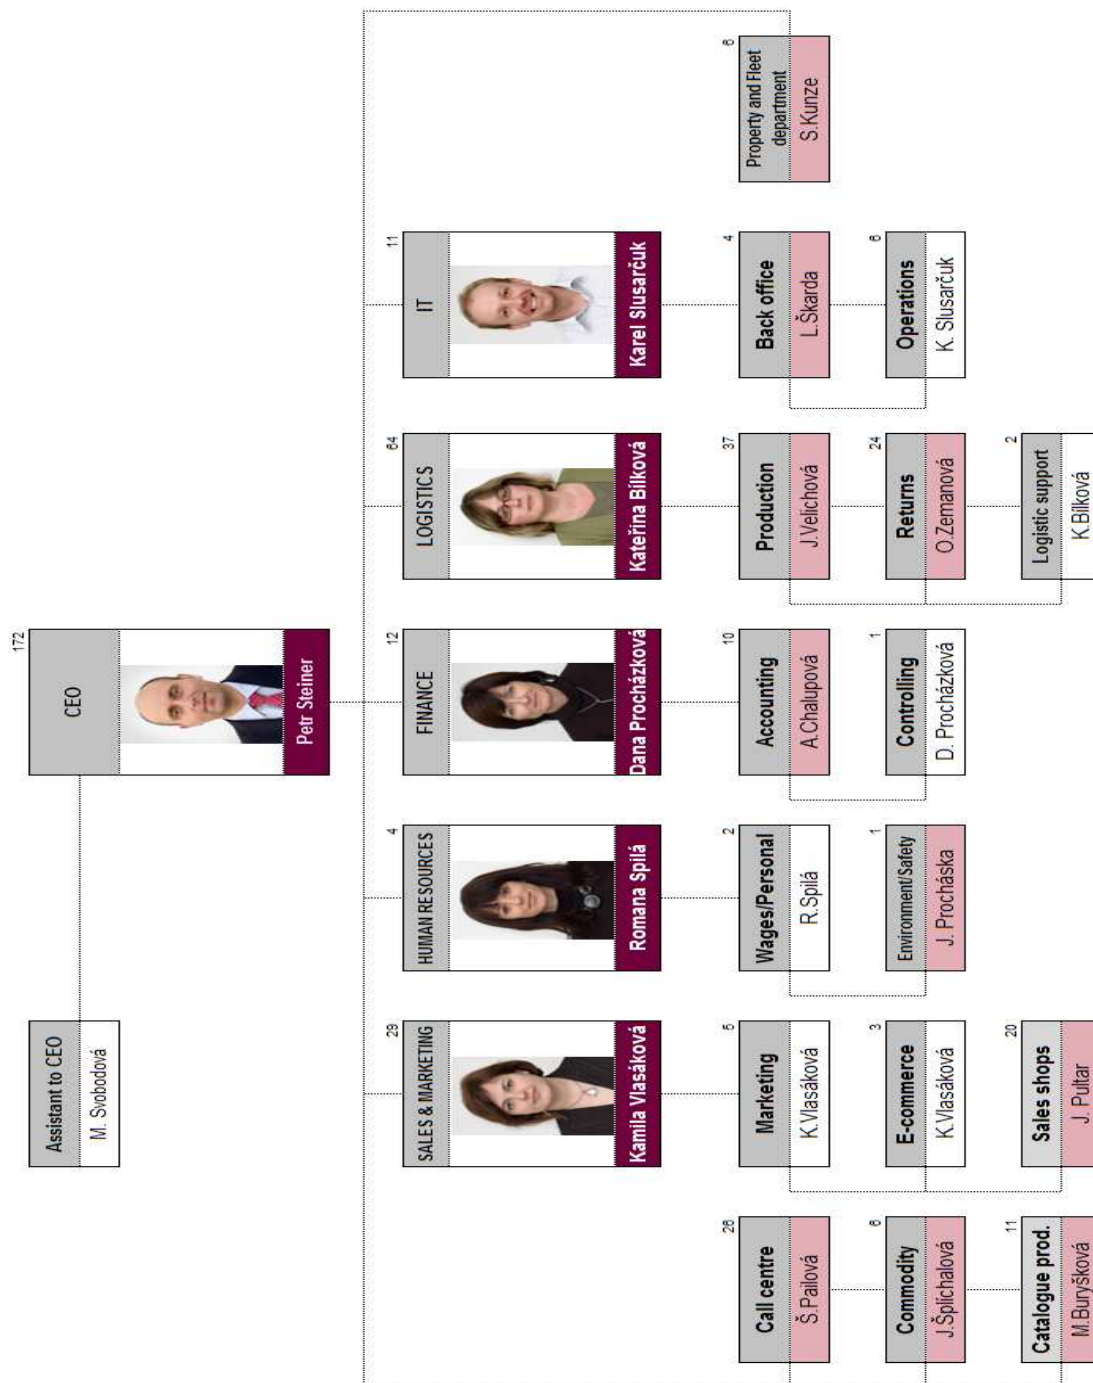 172
Assistant to CEO
M. Svobodová
CEO
Petr Steiner
29
SALES & MARKETING
Kamila Vlasáková
4
HUMAN RESOURCES
Romana Spilá
12
FINANCE
Dana Procházková
64
LOGISTICS
Kateřina Bílková
11
IT
Karel Slusarčuk
26
Call centre
Š.Pailová
5
Marketing
K.Vlasáková
2
Wages/Personal
R.Spilá
10
Accounting
A.Chalupová
37
Production
J.Velichová
4
Back office
L.Škarda
6
Property and Fleet
department
S.Kunze
6
Commodity
J.Šplíchalová
3
E-commerce
K.Vlasáková
1
Environment/Safety
J. Procháska
1
Controlling
D. Procházková
24
Returns
O.Zemanová
6
Operations
K. Slusarčuk
11
Catalogue prod.
M.Buryšková
20
Sales shops
J. Pultar
2
Logistic support
K.Bílková